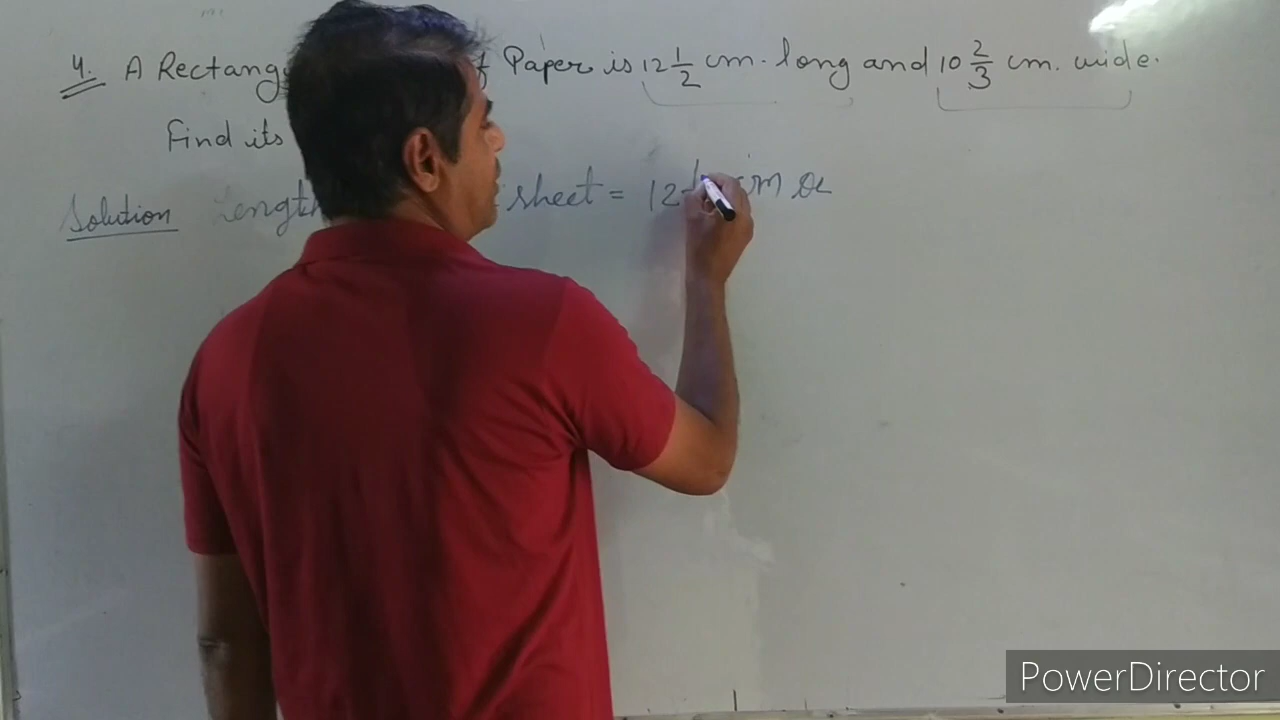 4. A Rectang Paper is 12 1/2 cm. long and 10 2/3 cm. wide.
Find its
Solution Length sheet = 12 cm or
PowerDirector